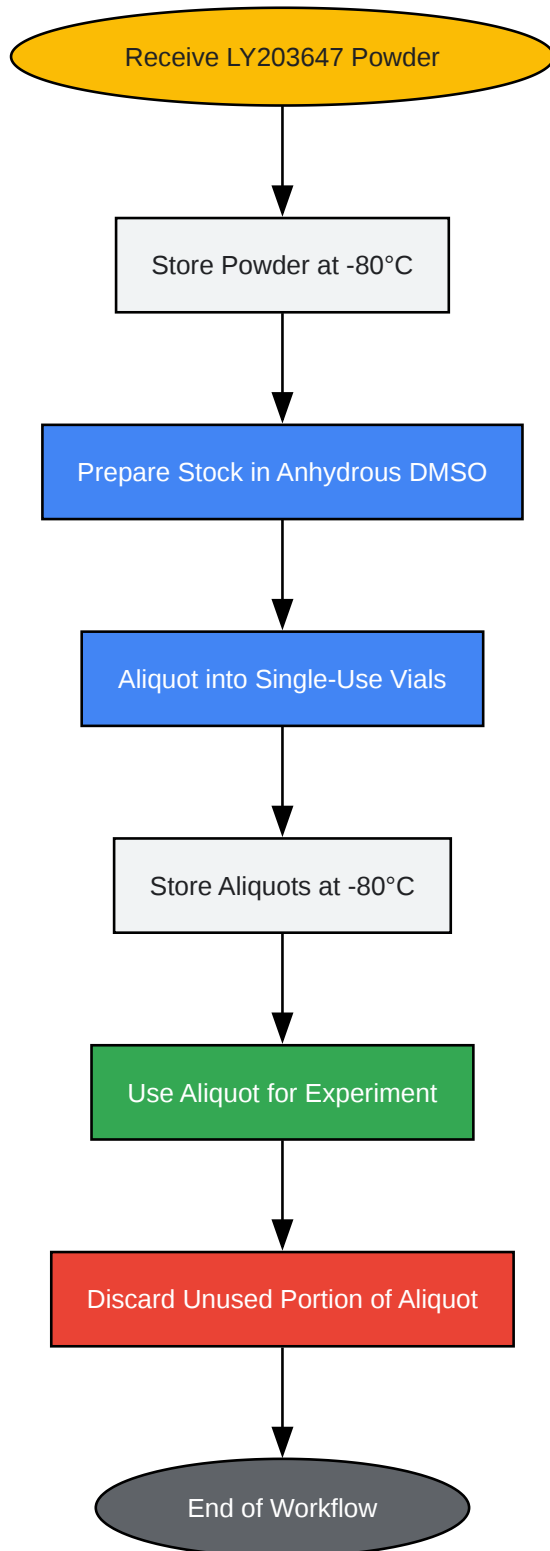 Receive LY203647 Powder
Store Powder at -80°C
Prepare Stock in Anhydrous DMSO
Aliquot into Single-Use Vials
Store Aliquots at -80°C
Use Aliquot for Experiment
Discard Unused Portion of Aliquot
End of Workflow